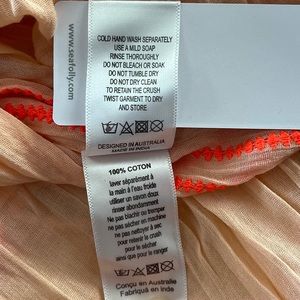 www.seafolly.com
COLD HAND WASH SEPARATELY
USE A MILD SOAP
RINSE THOROUGHLY
DO NOT BLEACH OR SOAK
DO NOT TUMBLE DRY
DO NOT DRY CLEAN
TO RETAIN THE CRUSH
TWIST GARMENT TO DRY
AND STORE
DESIGNED IN AUSTRALIA
MADE IN INDIA
100% COTON
laver séparément à
la main à l'eau froide
utiliser un savon doux
rincer abondamment
Ne pas blanchir ou tremper
ne pas sécher en machine
ne pas nettoyer à sec
pour retenir le crush
pour le sécher
ainsi que pour le ranger
Conçu en Australie
Fabriqué en Inde